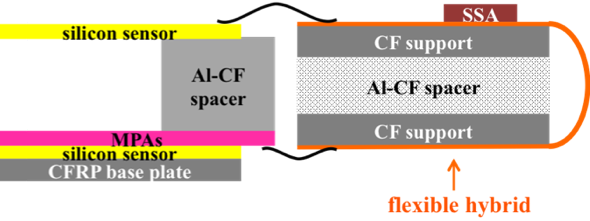 SSA
silicon sensor
CF support
Al-CF
spacer
Al-CF spacer
MPAs
CF support
silicon sensor
CFRP base plate
flexible hybrid